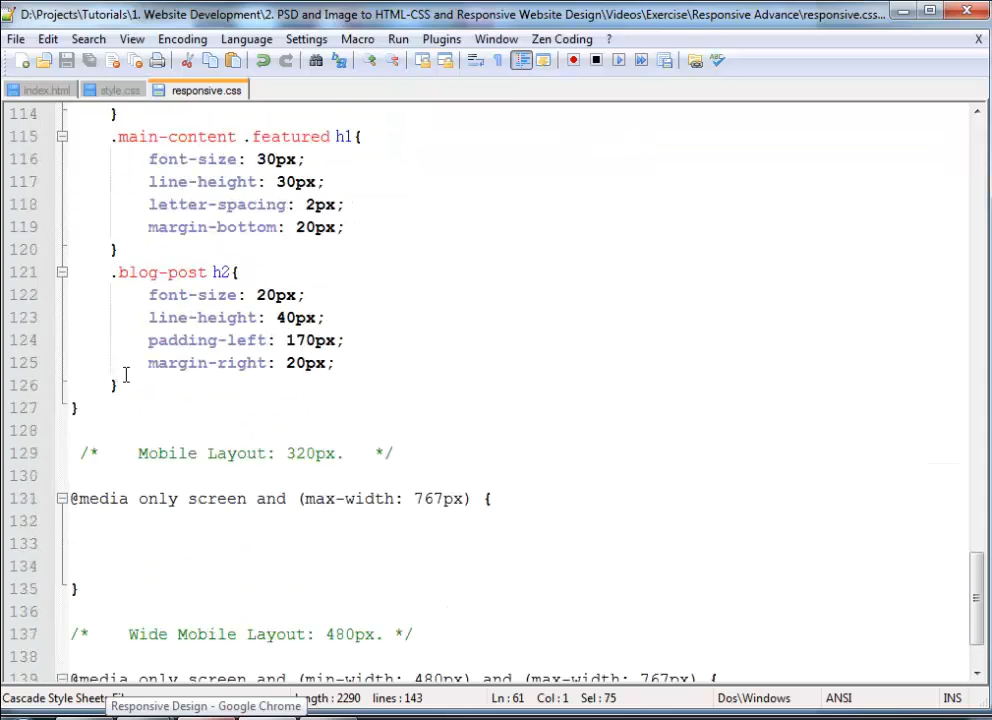 D:\Projects\Tutorials\1. Website Development\2. PSD and Image to HTML-CSS and Responsive Website Design\Videos\Exercise\Responsive Advance\responsive.css...
File Edit Search View Encoding Language Settings Macro Run Plugins Window Zen Coding ? X
index.html style.css responsive.css
114 }
115 .main-content .featured h1{
116 font-size: 30px;
117 line-height: 30px;
118 letter-spacing: 2px;
119 margin-bottom: 20px;
120 }
121 .blog-post h2{
122 font-size: 20px;
123 line-height: 40px;
124 padding-left: 170px;
125 margin-right: 20px;
126 }
127 }
128
129 /* Mobile Layout: 320px. */
130
131 @media only screen and (max-width: 767px) {
132
133
134
135 }
136
137 /* Wide Mobile Layout: 480px. */
138
139 @media only screen and (min-width: 480px) and (max-width: 767px) {
Cascade Style Sheets File length : 2290 lines : 143 Ln : 61 Col : 1 Sel : 75 Dos\Windows ANSI INS
Responsive Design - Google Chrome